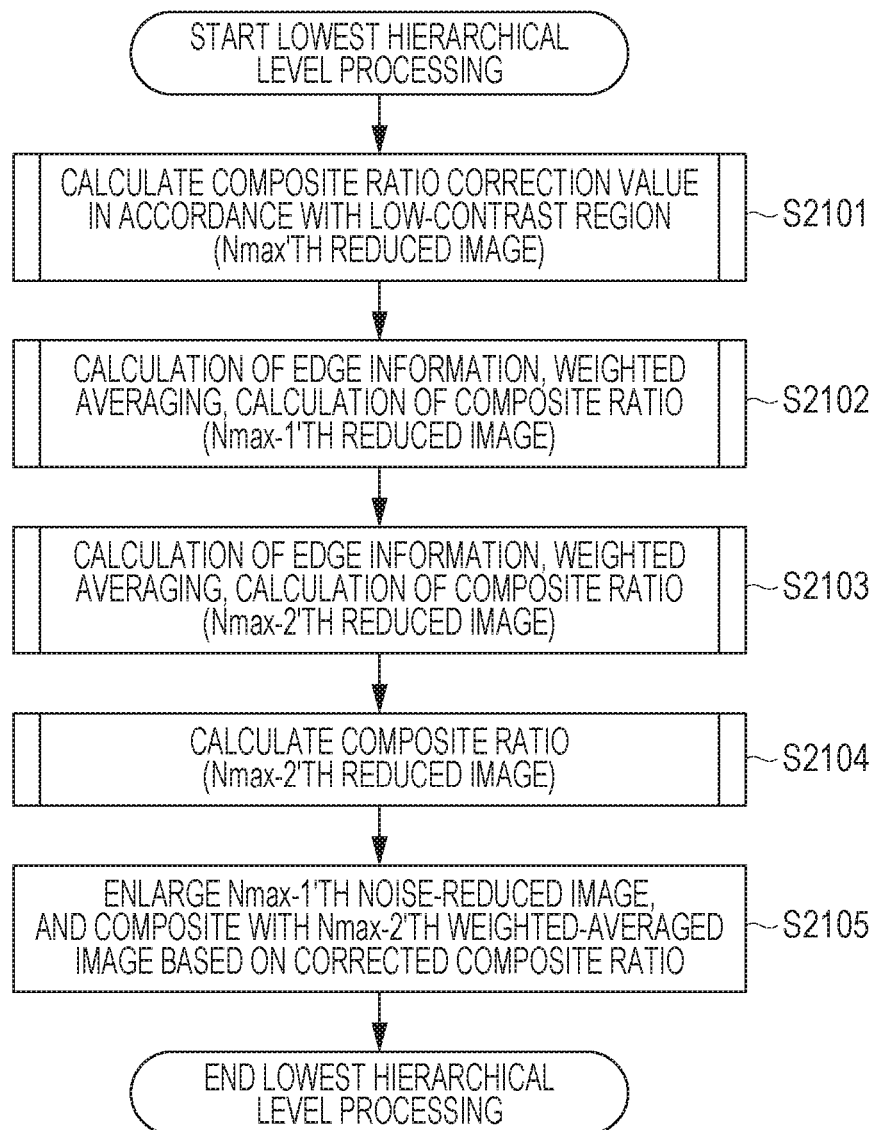 START LOWEST HIERARCHICAL
LEVEL PROCESSING
CALCULATE COMPOSITE RATIO CORRECTION VALUE
IN ACCORDANCE WITH LOW-CONTRAST REGION
(Nmax'TH REDUCED IMAGE)
S2101
CALCULATION OF EDGE INFORMATION, WEIGHTED
AVERAGING, CALCULATION OF COMPOSITE RATIO
(Nmax-1'TH REDUCED IMAGE)
S2102
CALCULATION OF EDGE INFORMATION, WEIGHTED
AVERAGING, CALCULATION OF COMPOSITE RATIO
(Nmax-2'TH REDUCED IMAGE)
S2103
CALCULATE COMPOSITE RATIO
(Nmax-2'TH REDUCED IMAGE)
S2104
ENLARGE Nmax-1'TH NOISE-REDUCED IMAGE,
AND COMPOSITE WITH Nmax-2'TH WEIGHTED-AVERAGED
IMAGE BASED ON CORRECTED COMPOSITE RATIO
S2105
END LOWEST HIERARCHICAL
LEVEL PROCESSING